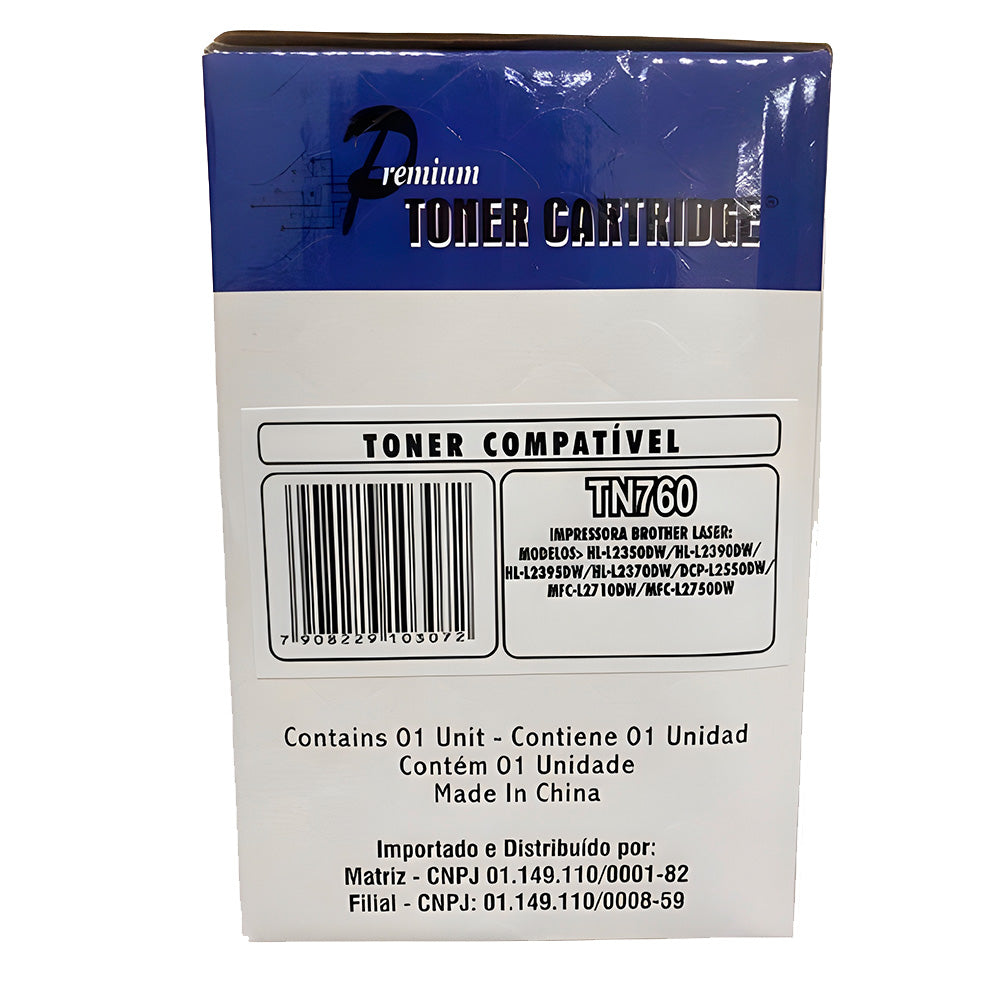 Premium
TONER CARTRIDGE®
TONER COMPATÍVEL
TN760
IMPRESSORA BROTHER LASER:
MODELOS> HL-L2350DW/HL-L2390DW/
HL-L2395DW/HL-L2370DW/DCP-L2550DW/
MFC-L2710DW/MFC-L2750DW
7 908229 103072
Contains 01 Unit - Contiene 01 Unidad
Contém 01 Unidade
Made In China
Importado e Distribuído por:
Matriz - CNPJ 01.149.110/0001-82
Filial - CNPJ: 01.149.110/0008-59